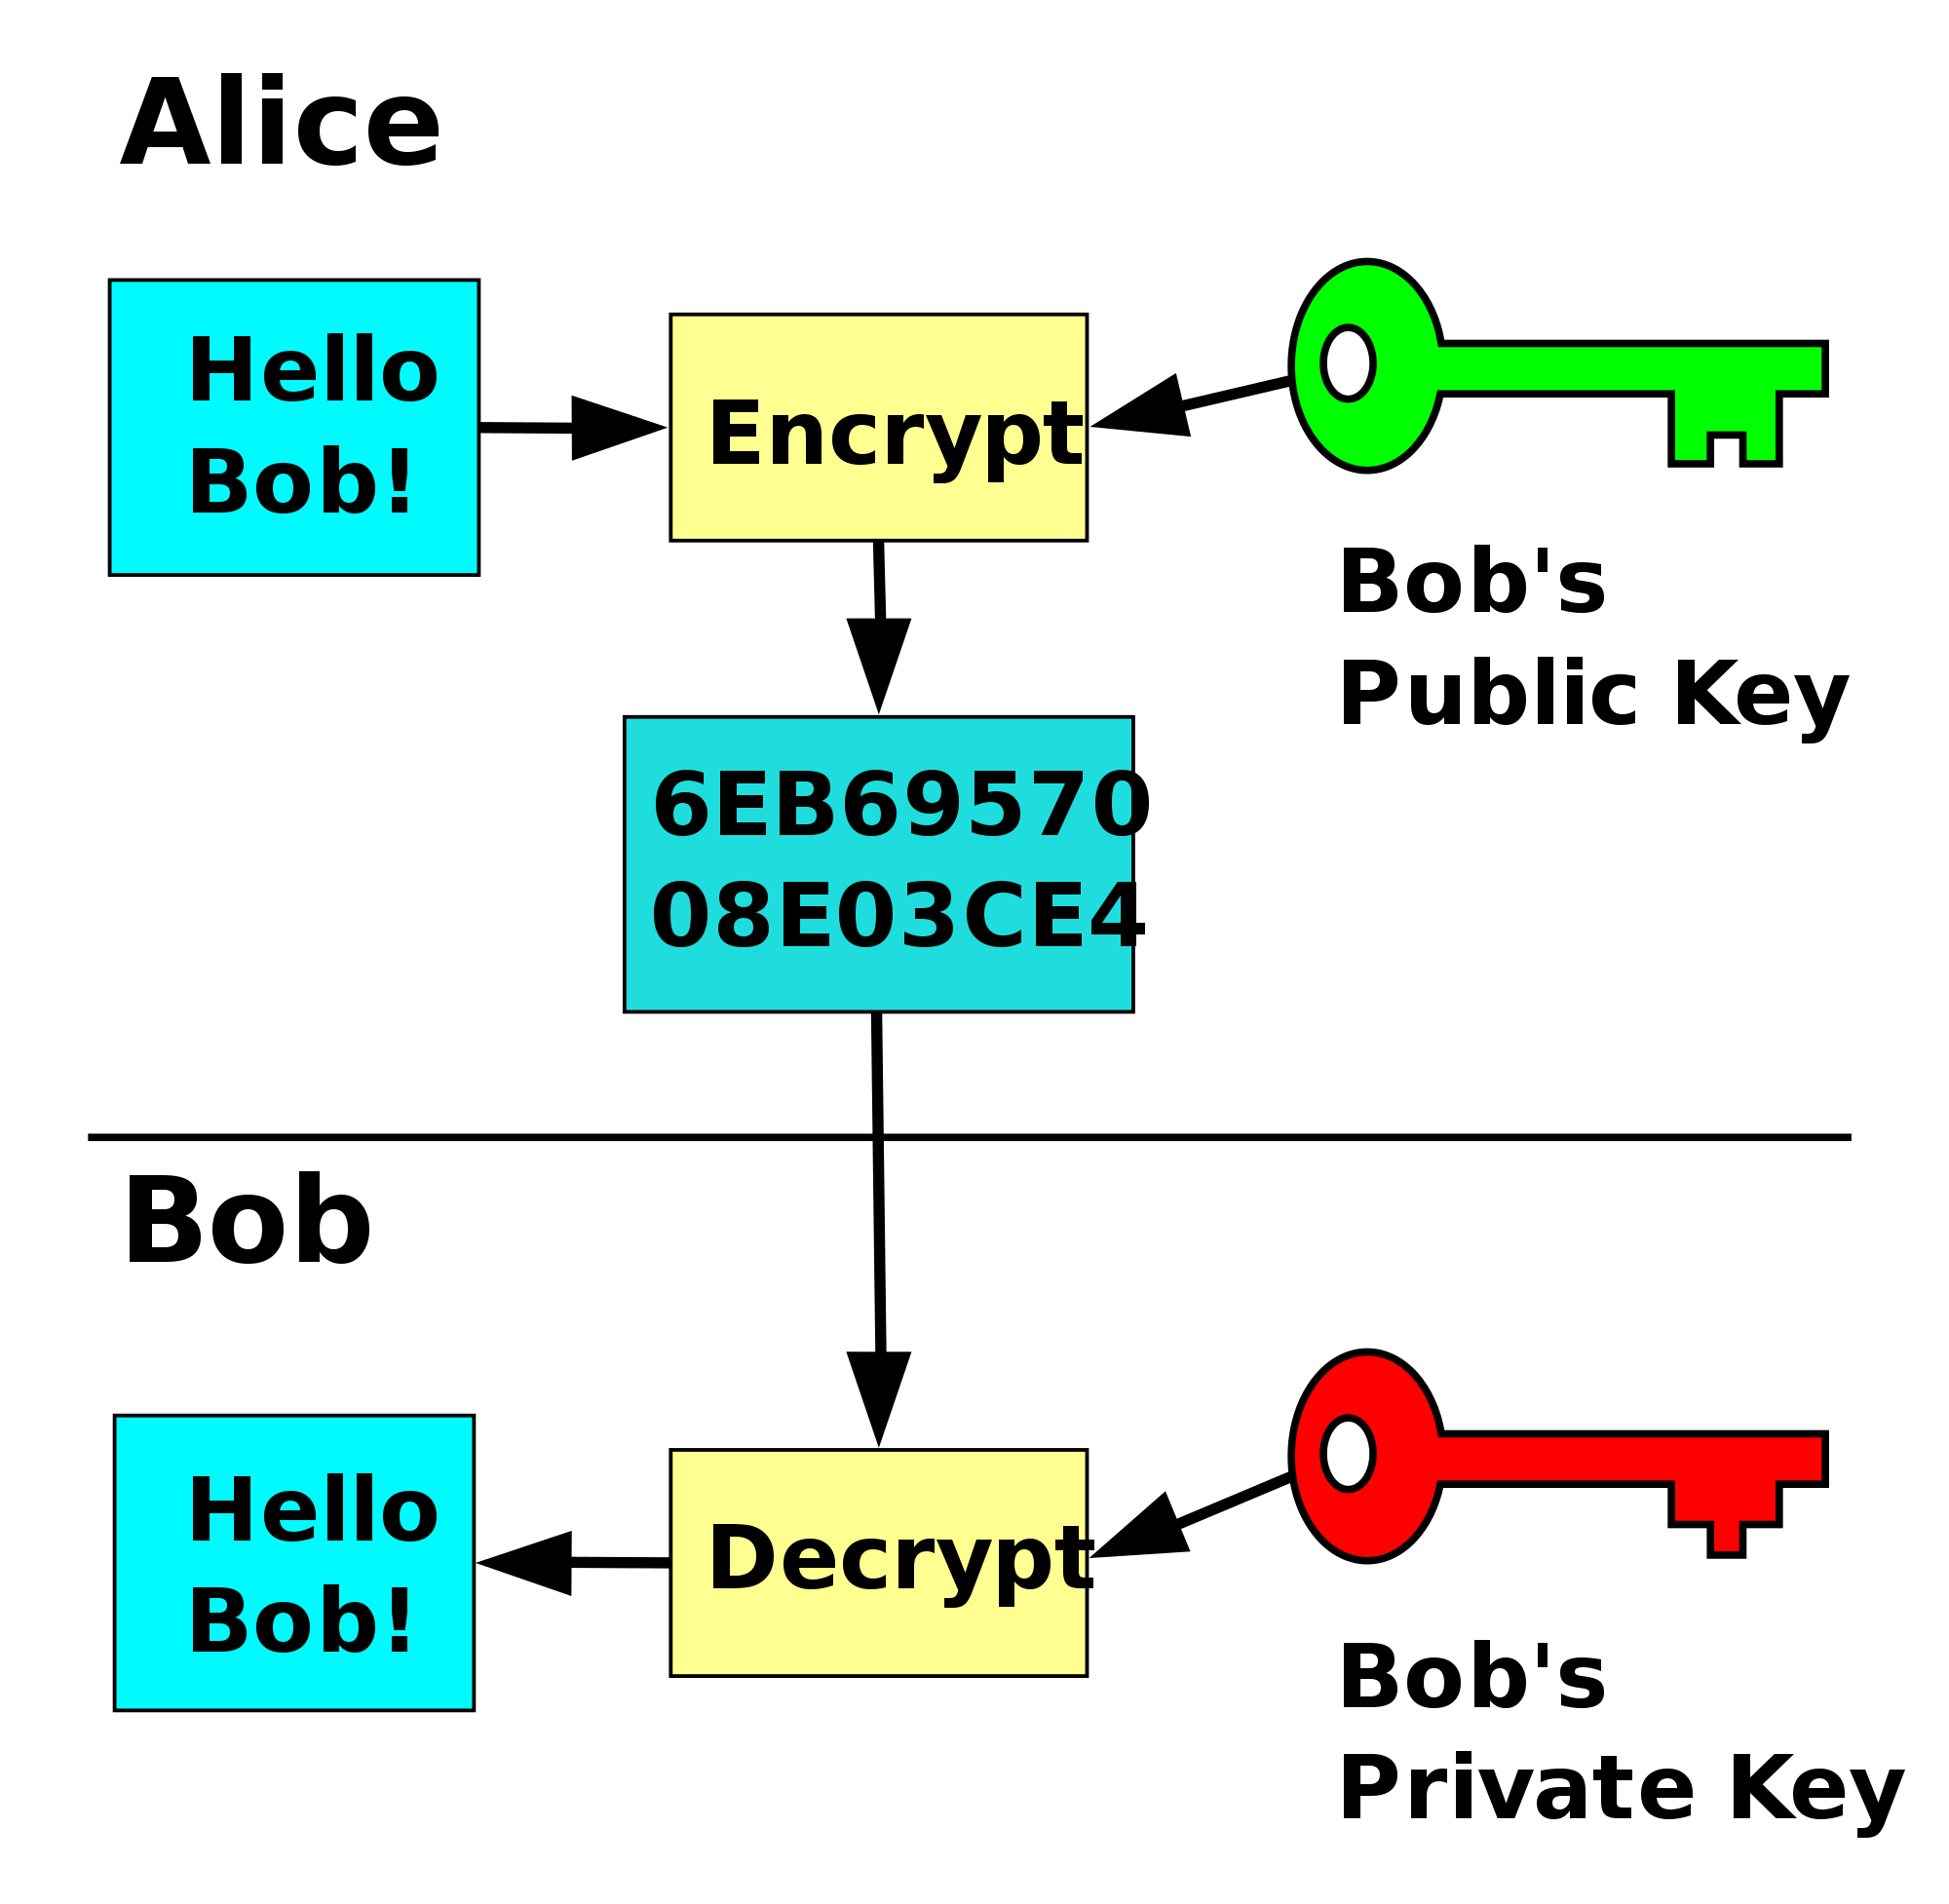 Alice
Hello
Bob!
Encrypt
Bob's
Public Key
6EB69570
08E03CE4
Bob
Hello
Bob!
Decrypt
Bob's
Private Key